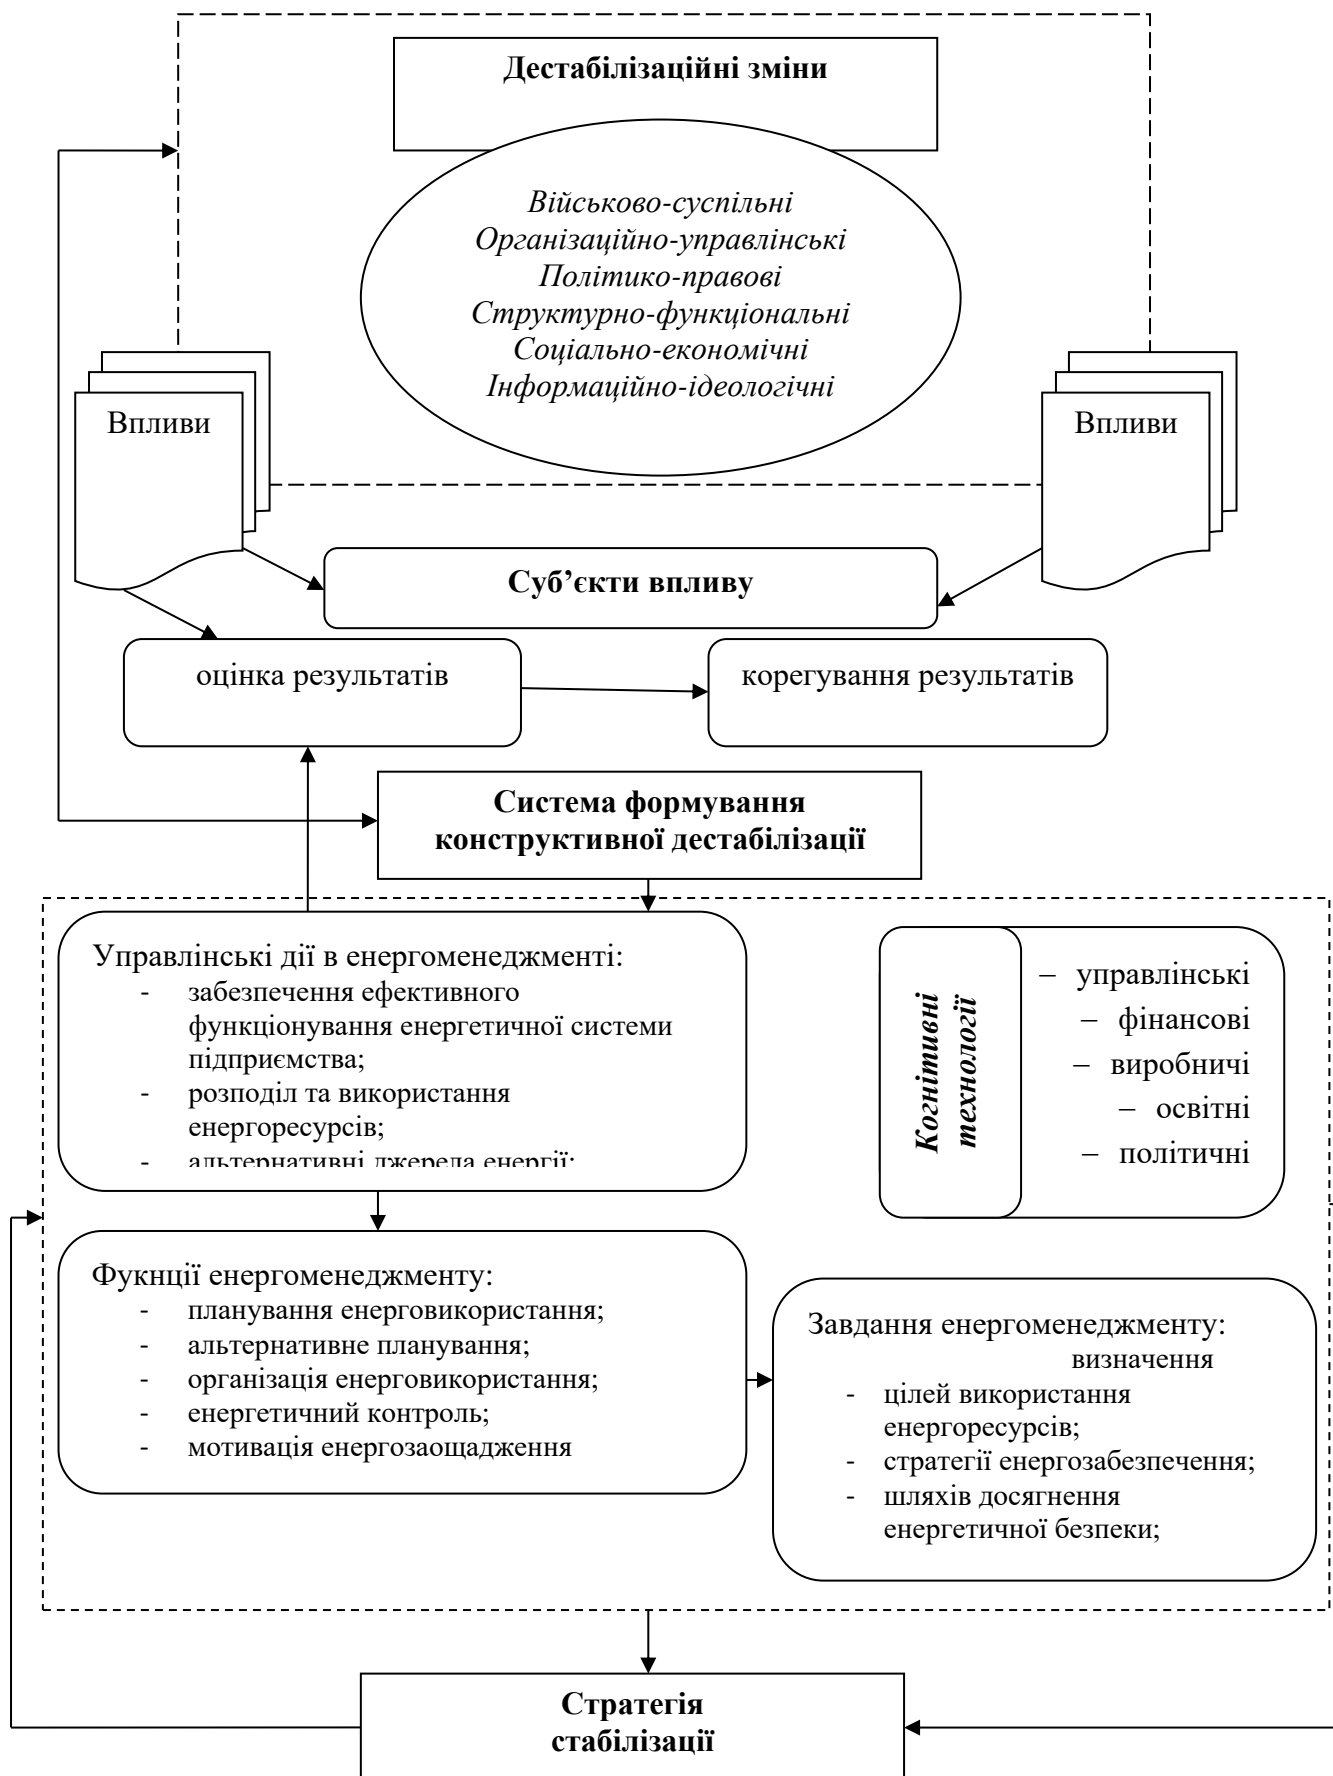 Дестабілізаційні зміни
Військово-суспільні
Організаційно-управлінські
Політико-правові
Структурно-функціональні
Соціально-економічні
Інформаційно-ідеологічні
Впливи
Впливи
Суб’єкти впливу
оцінка результатів
корегування результатів
Система формування
конструктивної дестабілізації
Управлінські дії в енергоменеджменті:
- забезпечення ефективного
функціонування енергетичної системи
підприємства;
- розподіл та використання
енергоресурсів;
- альтернативні джерела енергії;
Когнітивні
технології
– управлінські
– фінансові
– виробничі
– освітні
– політичні
Фукнції енергоменеджменту:
- планування енерговикористання;
- альтернативне планування;
- організація енерговикористання;
- енергетичний контроль;
- мотивація енергозаощадження
Завдання енергоменеджменту:
визначення
- цілей використання
енергоресурсів;
- стратегії енергозабезпечення;
- шляхів досягнення
енергетичної безпеки;
Стратегія
стабілізації